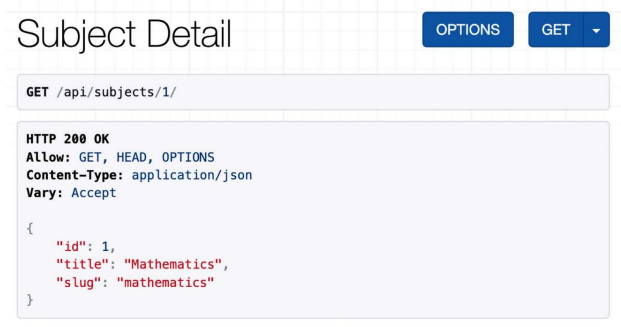 Subject Detail
OPTIONS
GET
GET /api/subjects/1/
HTTP 200 OK
Allow: GET, HEAD, OPTIONS
Content-Type: application/json
Vary: Accept
{
    "id": 1,
    "title": "Mathematics",
    "slug": "mathematics"
}